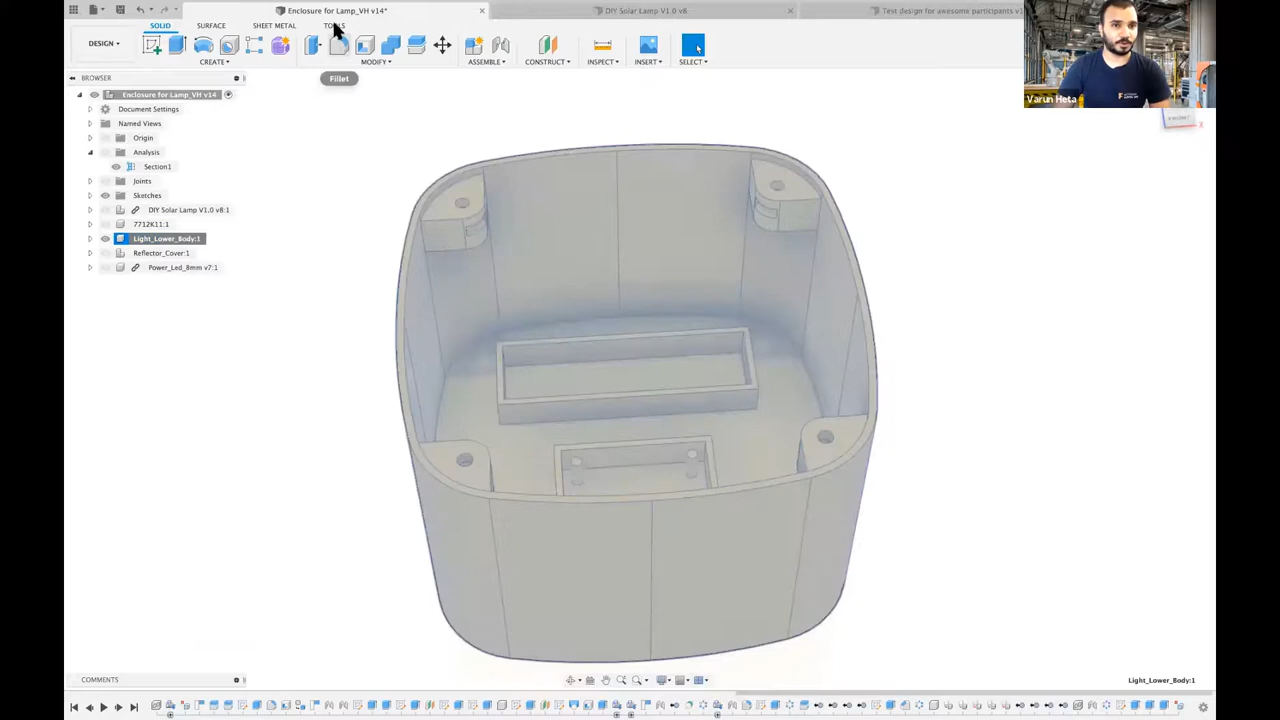 Enclosure for Lamp_VH v14*
DIY Solar Lamp V1.0 v8
Test design for awesome participants v1
SOLID
SURFACE
SHEET METAL
TOOLS
DESIGN
CREATE
MODIFY
ASSEMBLE
CONSTRUCT
INSPECT
INSERT
SELECT
Fillet
BROWSER
Enclosure for Lamp_VH v14
Document Settings
Named Views
Origin
Analysis
Section1
Joints
Sketches
DIY Solar Lamp V1.0 v8:1
7712K11:1
Light_Lower_Body:1
Reflector_Cover:1
Power_Led_8mm v7:1
Varun Heta
X
COMMENTS
Light_Lower_Body:1